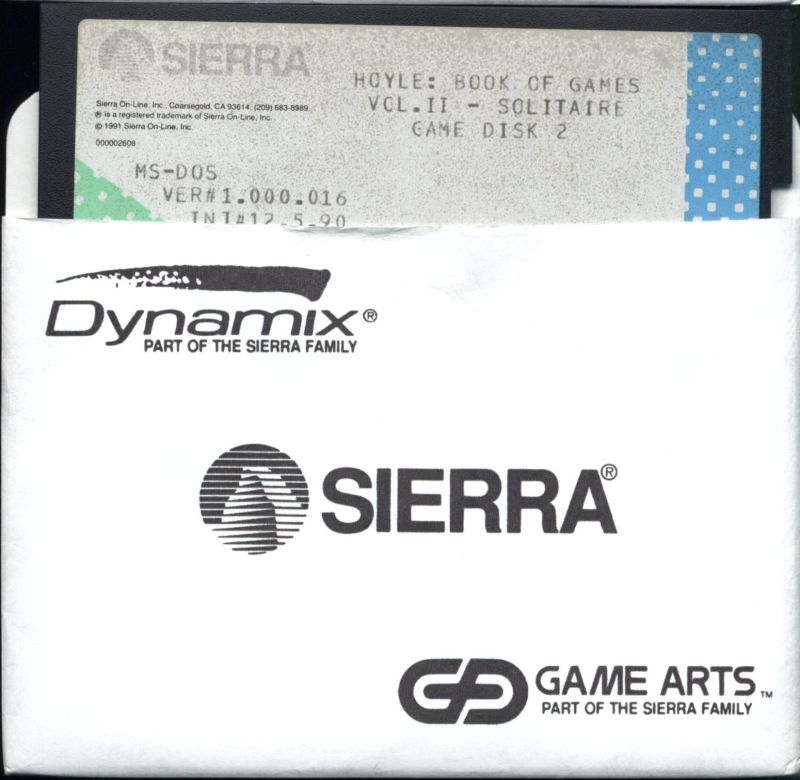 SIERRA
HOYLE: BOOK OF GAMES
VOL.II - SOLITAIRE
GAME DISK 2
Sierra On-Line, Inc. Coarsegold, CA 93614, (209) 683-8989
® is a registered trademark of Sierra On-Line, Inc.
© 1991 Sierra On-Line, Inc.
000002608
MS-DOS
VER#1.000.016
INT#12.5.90
Dynamix®
PART OF THE SIERRA FAMILY
SIERRA®
GAME ARTS™
PART OF THE SIERRA FAMILY